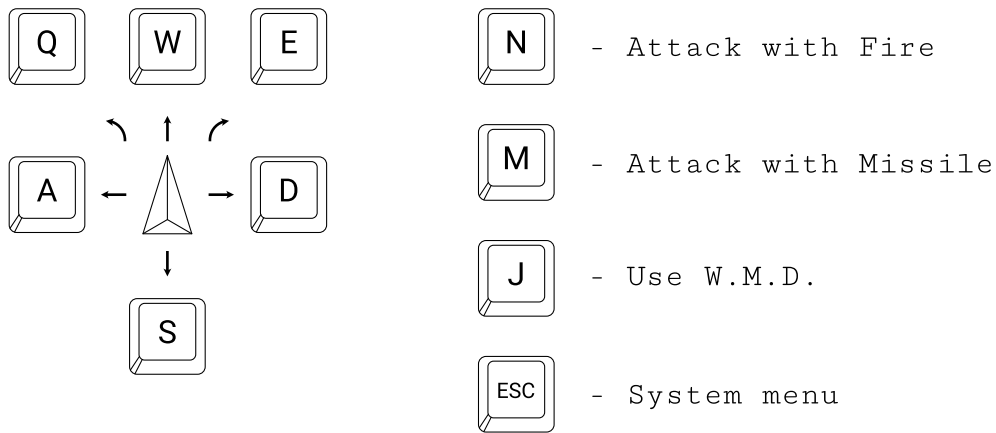 Q W E
A D
S
N - Attack with Fire
M - Attack with Missile
J - Use W.M.D.
ESC - System menu